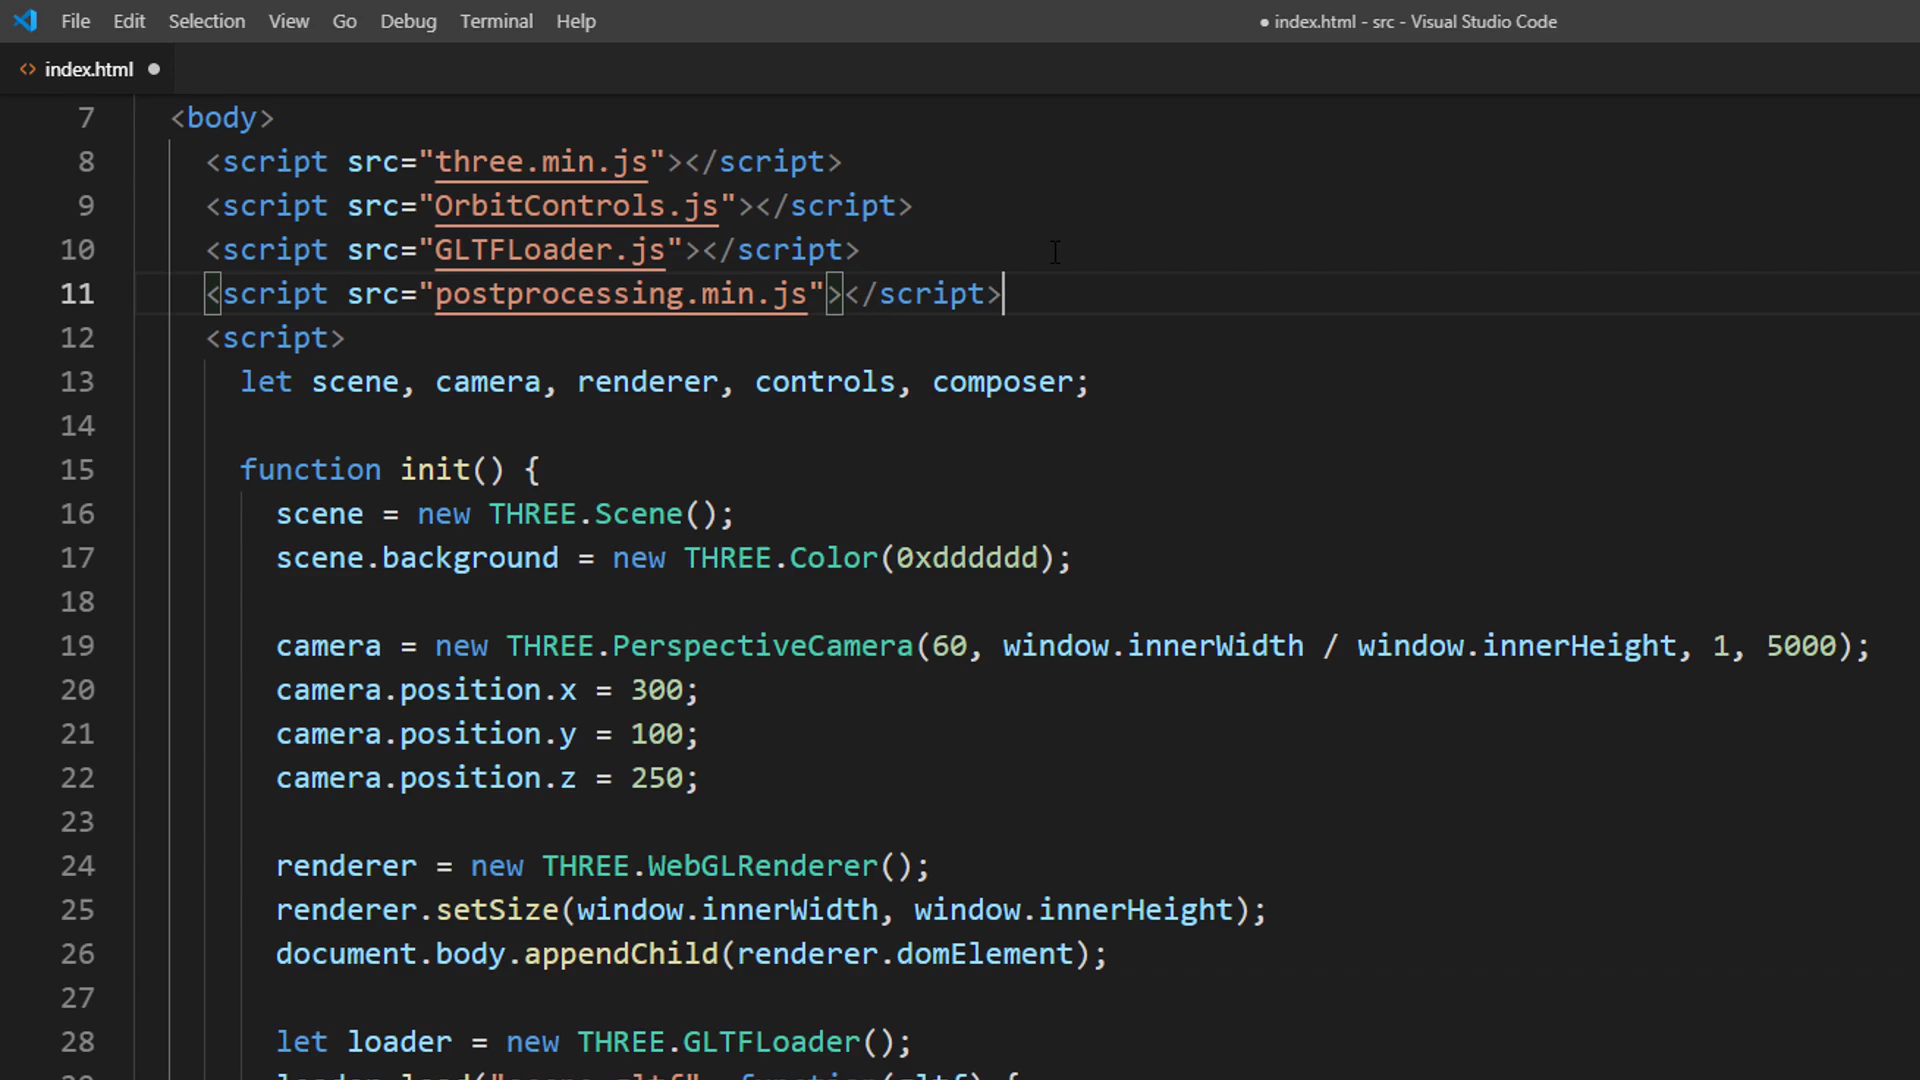 File Edit Selection View Go Debug Terminal Help
● index.html - src - Visual Studio Code
<> index.html ●
7 <body>
8 <script src="three.min.js"></script>
9 <script src="OrbitControls.js"></script>
10 <script src="GLTFLoader.js"></script>
11 <script src="postprocessing.min.js"></script>
12 <script>
13 let scene, camera, renderer, controls, composer;
14
15 function init() {
16 scene = new THREE.Scene();
17 scene.background = new THREE.Color(0xdddddd);
18
19 camera = new THREE.PerspectiveCamera(60, window.innerWidth / window.innerHeight, 1, 5000);
20 camera.position.x = 300;
21 camera.position.y = 100;
22 camera.position.z = 250;
23
24 renderer = new THREE.WebGLRenderer();
25 renderer.setSize(window.innerWidth, window.innerHeight);
26 document.body.appendChild(renderer.domElement);
27
28 let loader = new THREE.GLTFLoader();